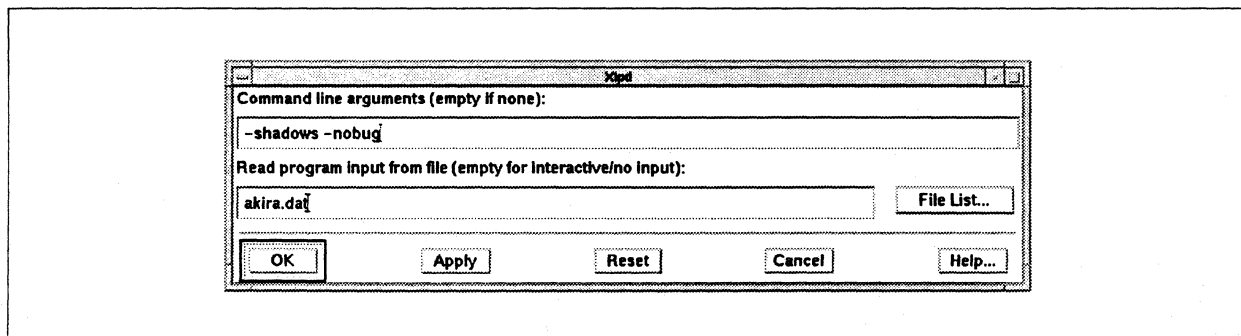 Xipd
Command line arguments (empty if none):
-shadows -nobug
Read program input from file (empty for interactive/no input):
akira.dat
File List...
OK Apply Reset Cancel Help...